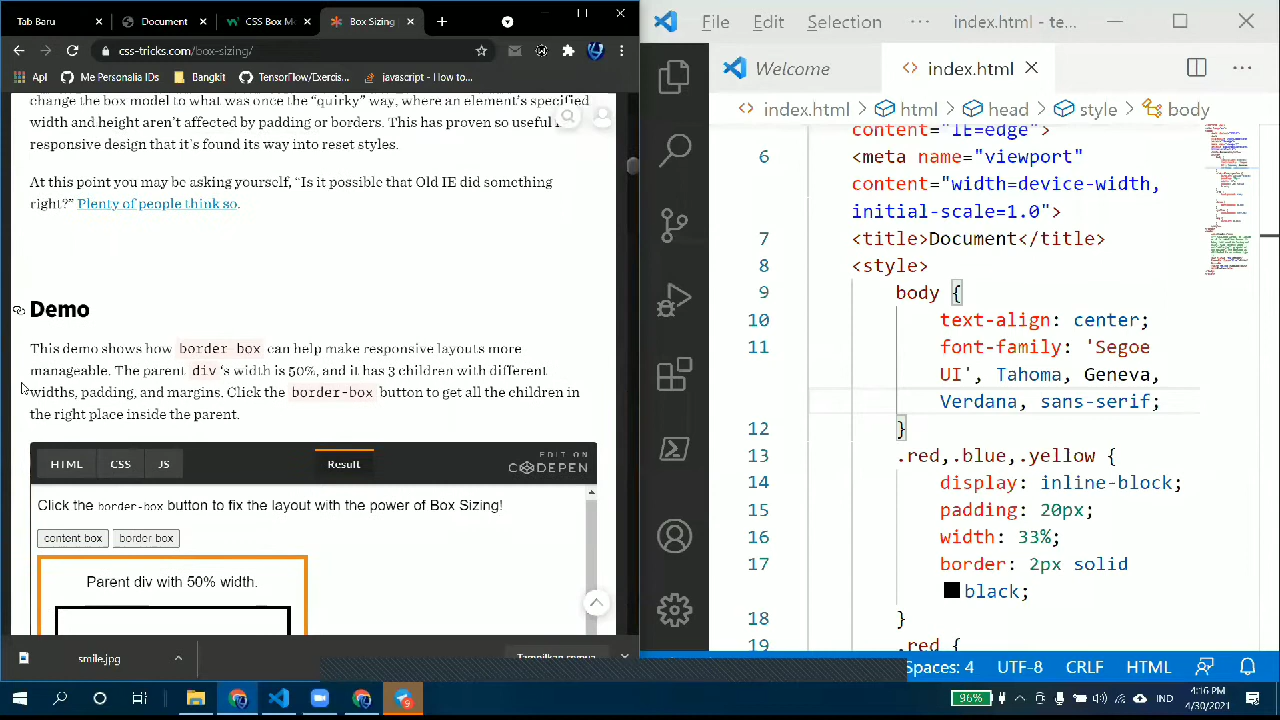 Tab Baru
Document
CSS Box Mo
Box Sizing
css-tricks.com/box-sizing/
Apl
Me Personalia IDs
Bangkit
TensorFlow/Exercis...
javascript - How to...
change the box model to what was once the “quirky” way, where an element’s specified
width and height aren’t affected by padding or borders. This has proven so useful
responsive design that it’s found its way into reset styles.
At this point you may be asking yourself, “Is it possible that Old IE did something
right?” Plenty of people think so.
Demo
This demo shows how border box can help make responsive layouts more
manageable. The parent div ‘s width is 50%, and it has 3 children with different
widths, padding, and margins. Click the border-box button to get all the children in
the right place inside the parent.
HTML
CSS
JS
Result
EDIT ON
CODEPEN
Click the border-box button to fix the layout with the power of Box Sizing!
content box
border box
Parent div with 50% width.
smile.jpg
File
Edit
Selection
···
index.html - te...
Welcome
index.html
index.html
html
head
style
body
content="IE=edge">
6 <meta name="viewport"
content="width=device-width,
initial-scale=1.0">
7 <title>Document</title>
8 <style>
9 body {
10 text-align: center;
11 font-family: 'Segoe
UI', Tahoma, Geneva,
Verdana, sans-serif;
12 }
13 .red,.blue,.yellow {
14 display: inline-block;
15 padding: 20px;
16 width: 33%;
17 border: 2px solid
black;
18 }
19 .red {
Spaces: 4
UTF-8
CRLF
HTML
96%
IND
4:16 PM
4/30/2021